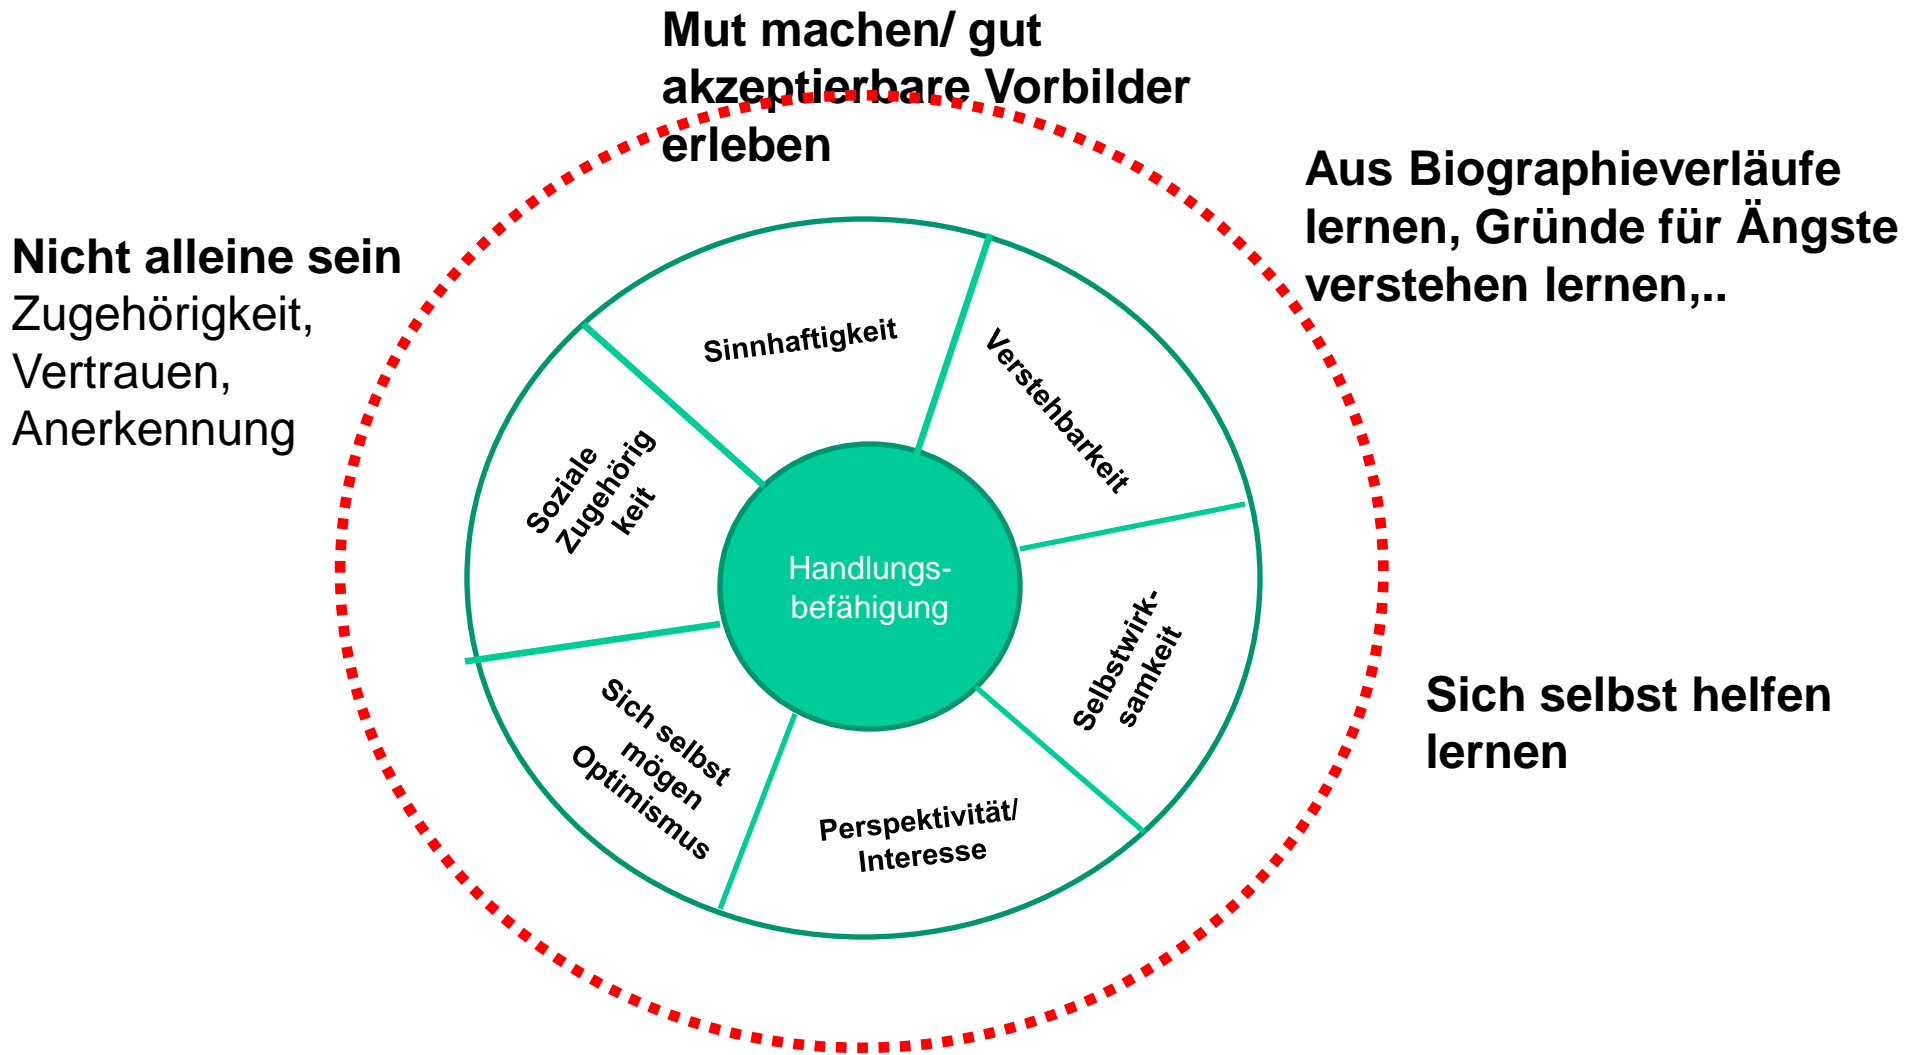 Mut machen/ gut
akzeptierbare Vorbilder
erleben
Aus Biographieverläufe
lernen, Gründe für Ängste
verstehen lernen,..
Nicht alleine sein
Zugehörigkeit,
Vertrauen,
Anerkennung
Sinnhaftigkeit
Verstehbarkeit
Soziale
Zugehörig
keit
Handlungs-
befähigung
Selbstwirk-
samkeit
Sich selbst
mögen
Optimismus
Perspektivität/
Interesse
Sich selbst helfen
lernen